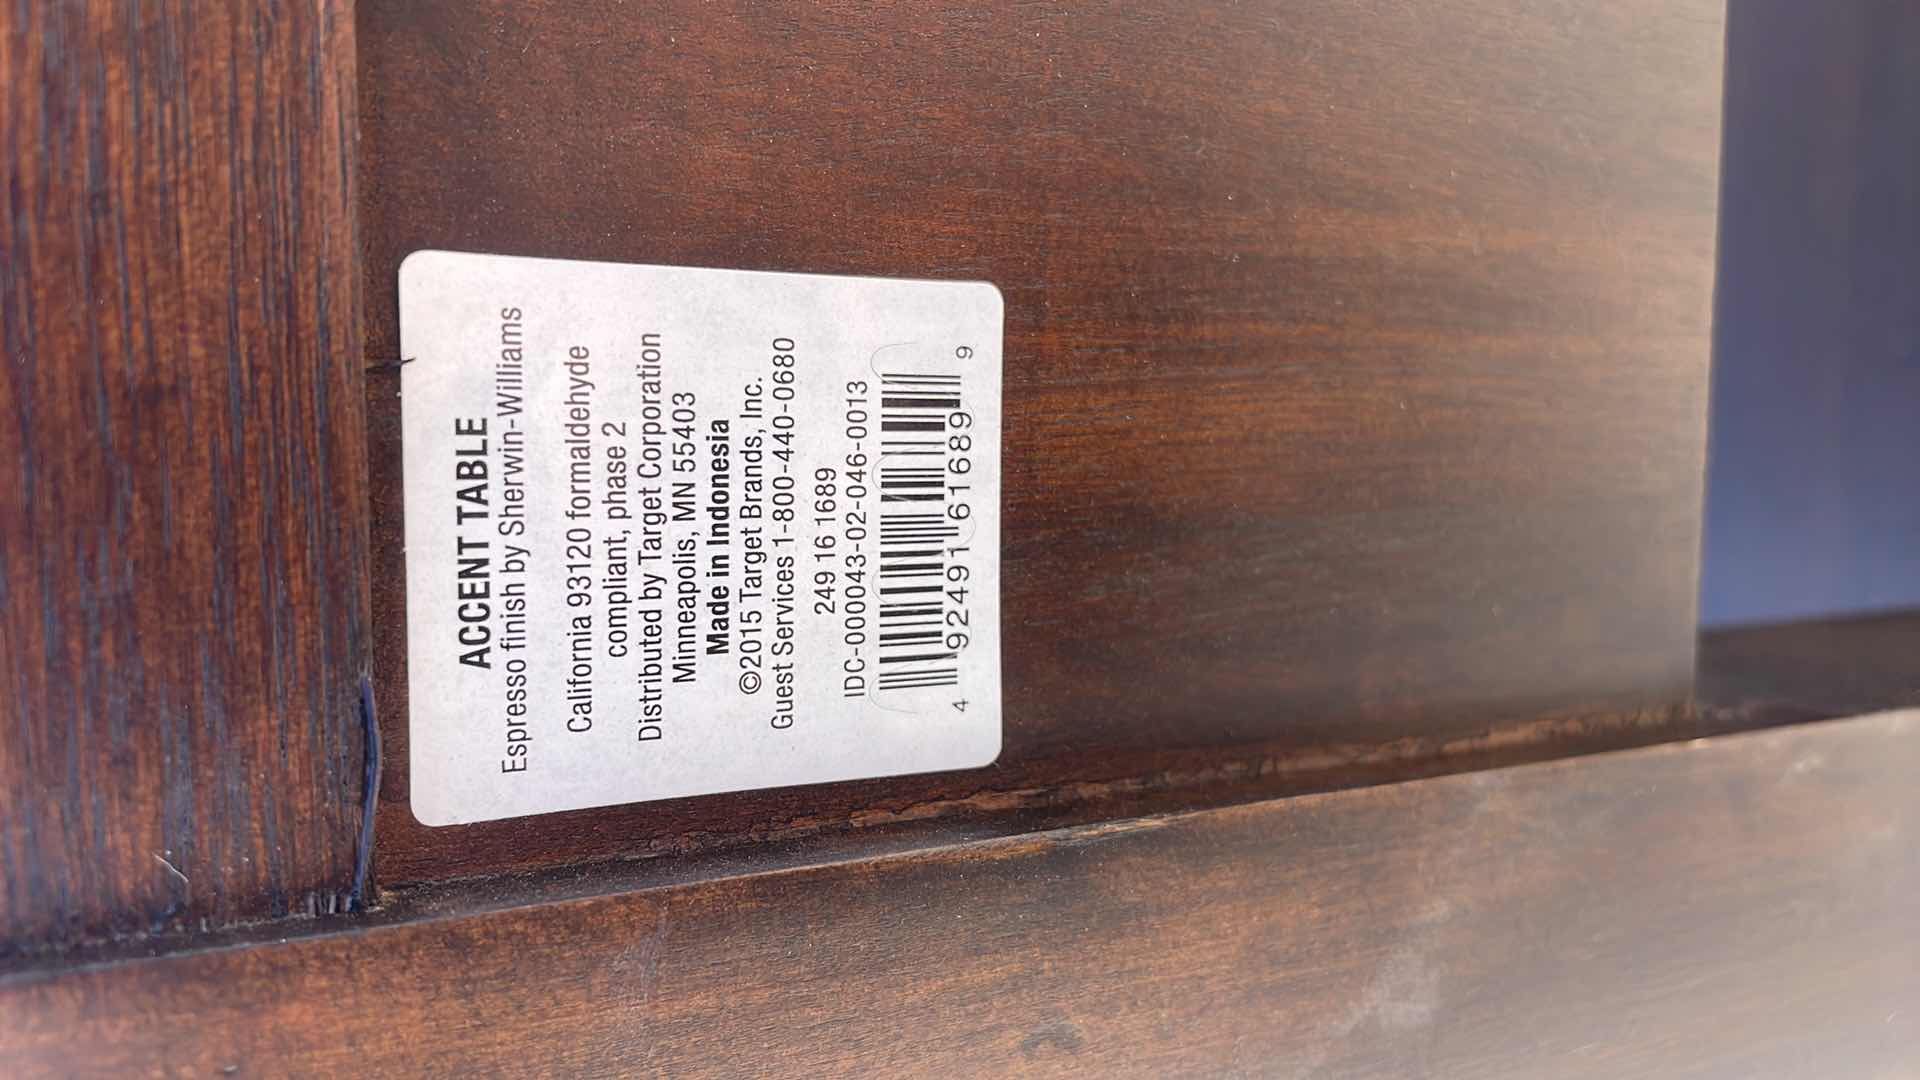 ACCENT TABLE
Espresso finish by Sherwin-Williams
California 93120 formaldehyde
compliant, phase 2
Distributed by Target Corporation
Minneapolis, MN 55403
Made in Indonesia
©2015 Target Brands, Inc.
Guest Services 1-800-440-0680
249 16 1689
IDC-000043-02-046-0013
4 92491 61689 9